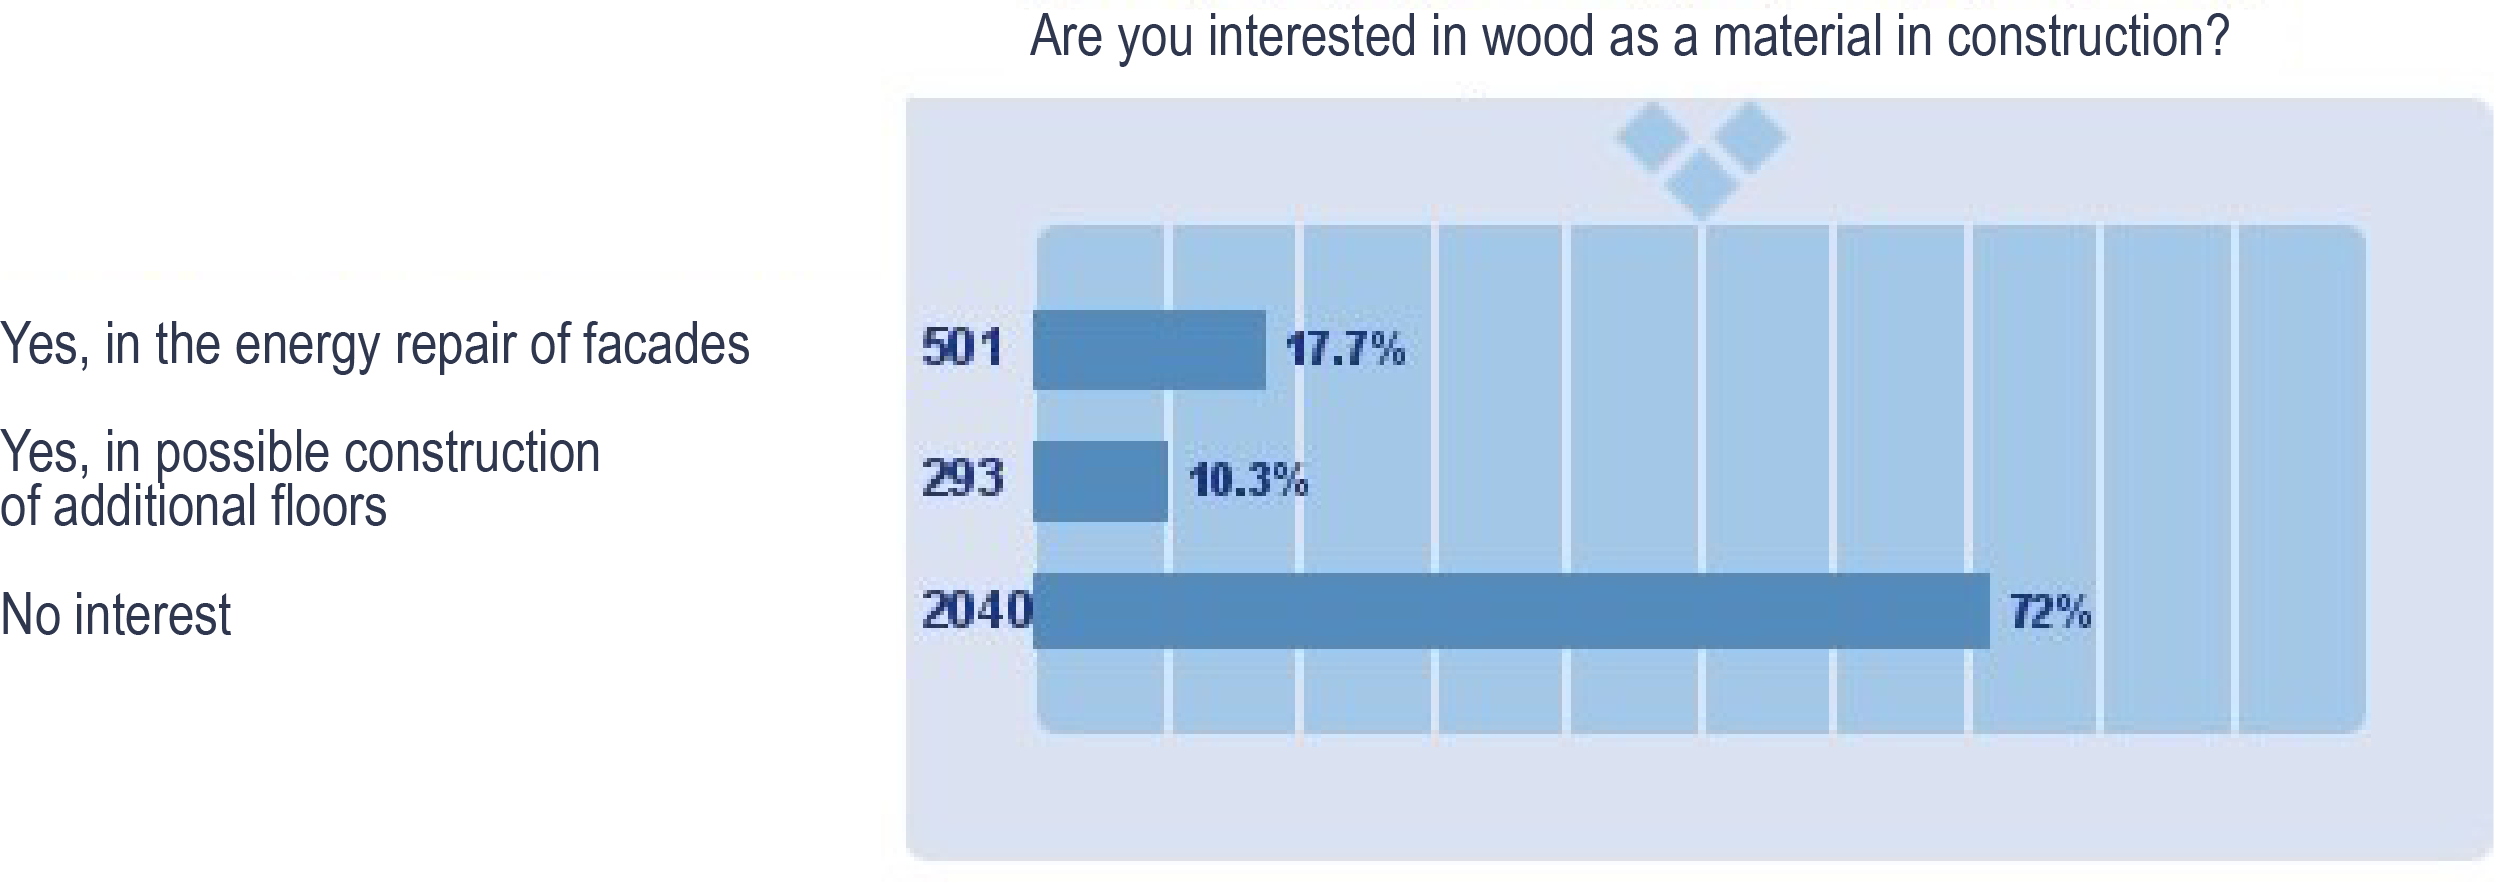 Are you interested in wood as a material in construction?
Yes, in the energy repair of facades
501
17.7%
Yes, in possible construction
of additional floors
293
10.3%
No interest
2040
72%